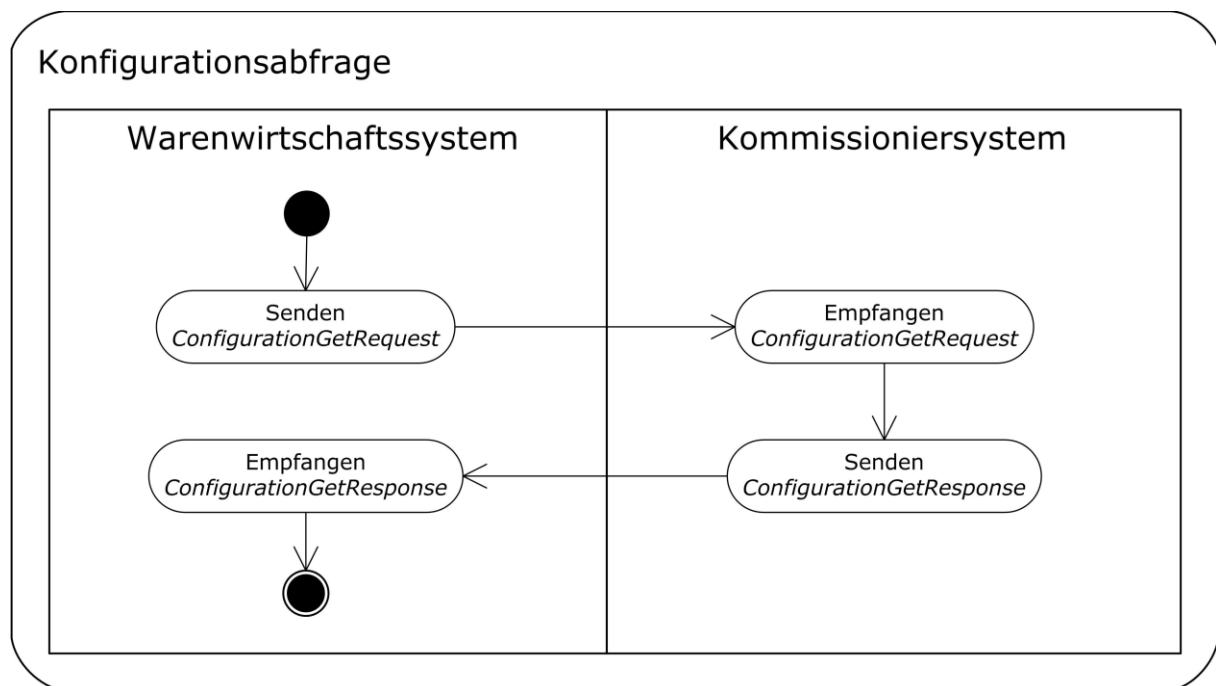 Konfigurationsabfrage
Warenwirtschaftssystem
Kommissioniersystem
Senden
ConfigurationGetRequest
Empfangen
ConfigurationGetRequest
Empfangen
ConfigurationGetResponse
Senden
ConfigurationGetResponse